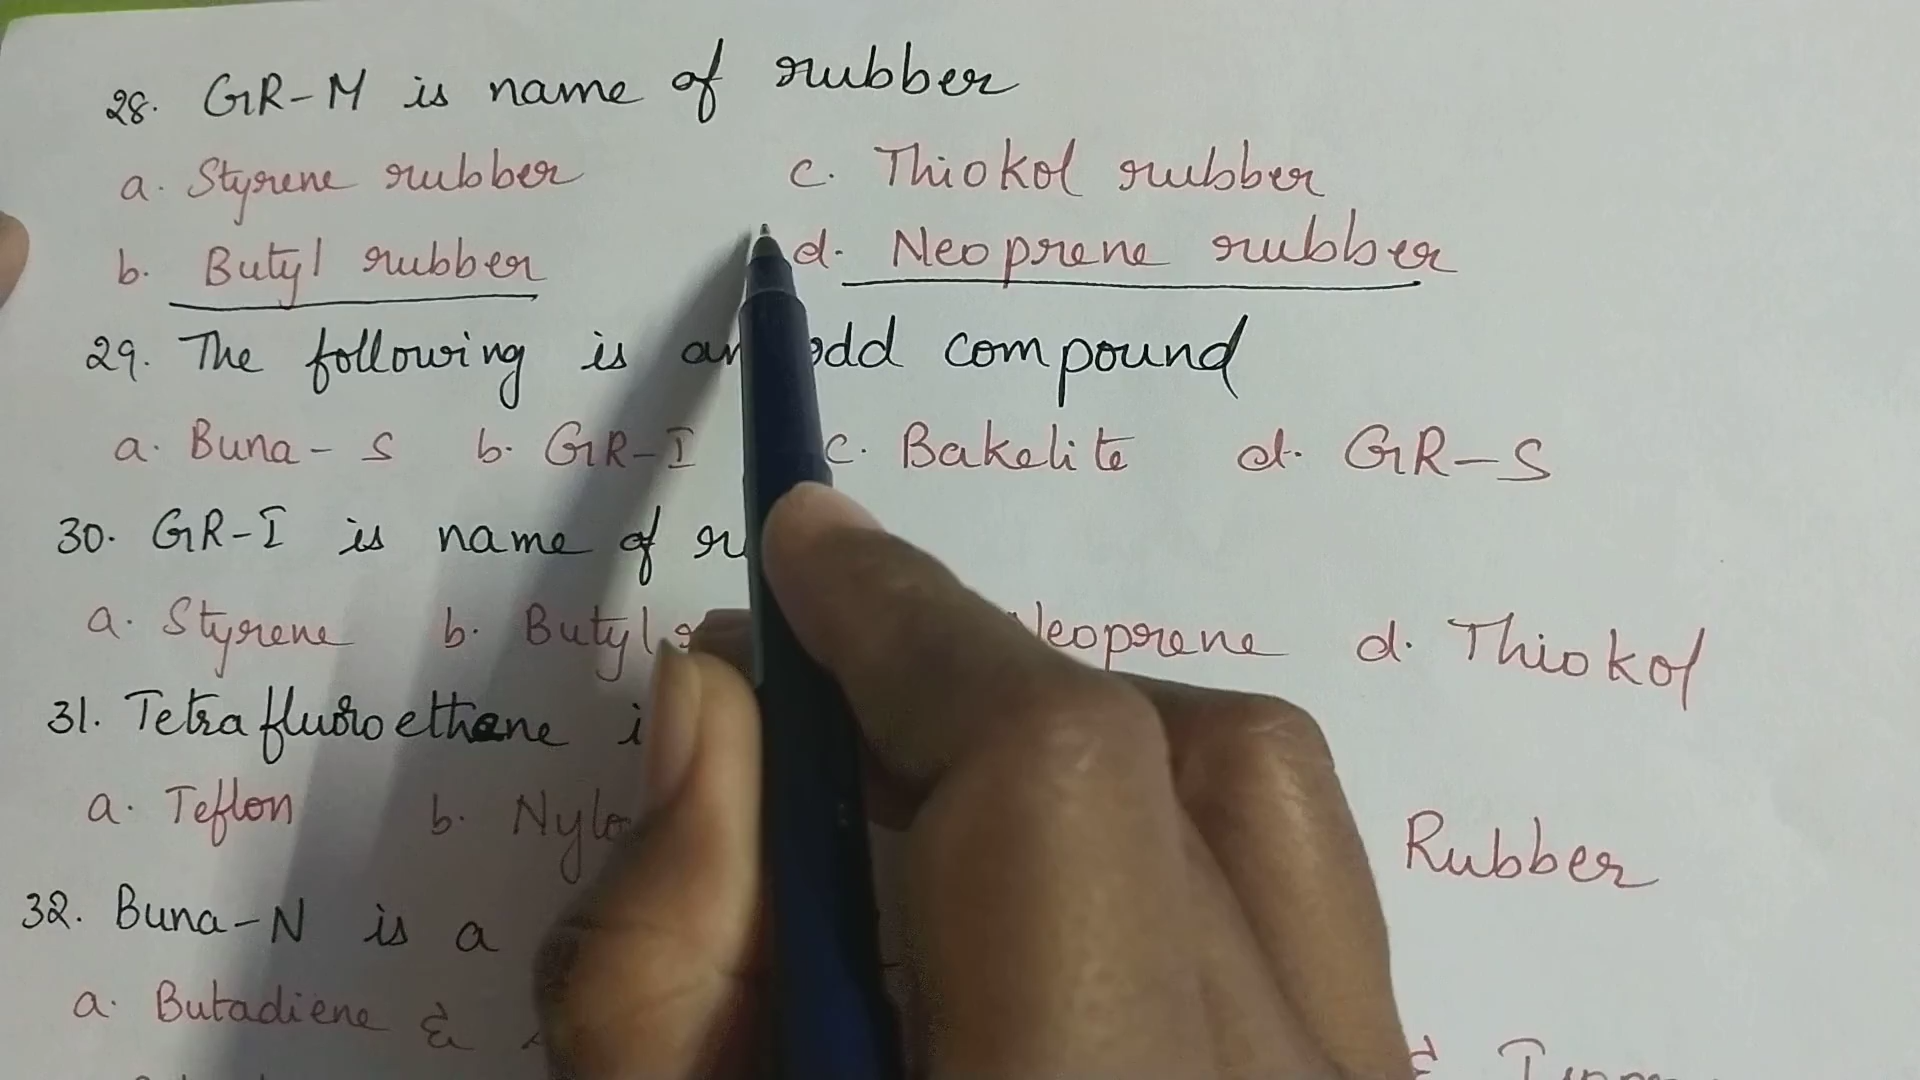 28. GR-M is name of rubber
a. Styrene rubber c. Thiokol rubber
b. Butyl rubber d. Neoprene rubber
29. The following is an odd compound
a. Buna-S b. GR-I c. Bakelite d. GR-S
30. GR-I is name of
a. Styrene b. Butyl Neoprene d. Thiokol
31. Tetrafluoroethene
a. Teflon b. Rubber
32. Buna-N is a
a. Butadiene &
&